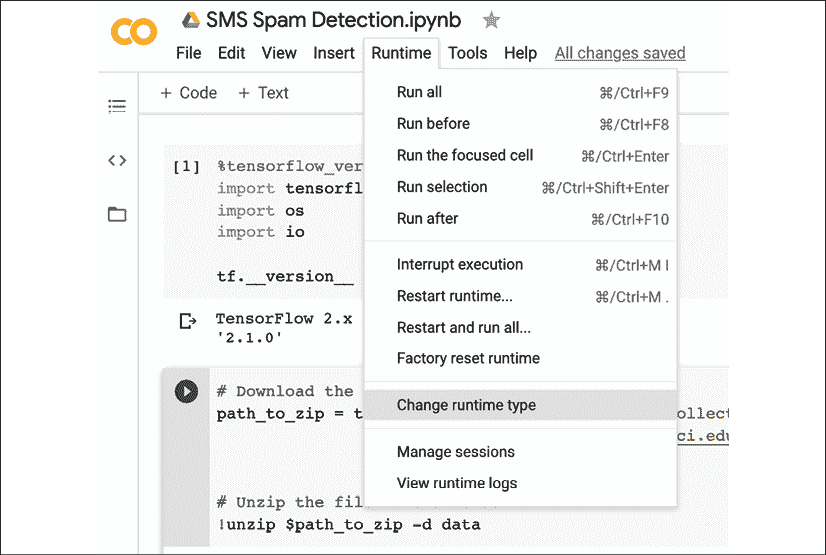 SMS Spam Detection.ipynb
File Edit View Insert Runtime Tools Help All changes saved
+ Code + Text
Run all ⌘/Ctrl+F9
Run before ⌘/Ctrl+F8
Run the focused cell ⌘/Ctrl+Enter
Run selection ⌘/Ctrl+Shift+Enter
Run after ⌘/Ctrl+F10
Interrupt execution ⌘/Ctrl+M I
Restart runtime... ⌘/Ctrl+M .
Restart and run all...
Factory reset runtime
Change runtime type
Manage sessions
View runtime logs
[1] %tensorflow_ver
import tensorfl
import os
import io
tf.__version__
TensorFlow 2.x
'2.1.0'
# Download the
path_to_zip = t ollect
ci.edu
# Unzip the fil
!unzip $path_to_zip -d data